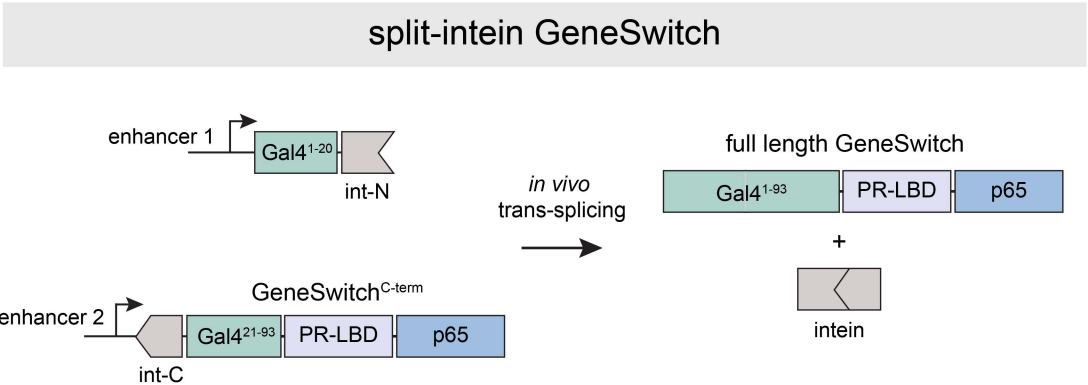 split-intein GeneSwitch
enhancer 1
Gal4¹⁻²⁰
int-N
GeneSwitchC-term
enhancer 2
Gal4²¹⁻⁹³ PR-LBD p65
int-C
in vivo
trans-splicing
full length GeneSwitch
Gal4¹⁻⁹³ PR-LBD p65
+
intein